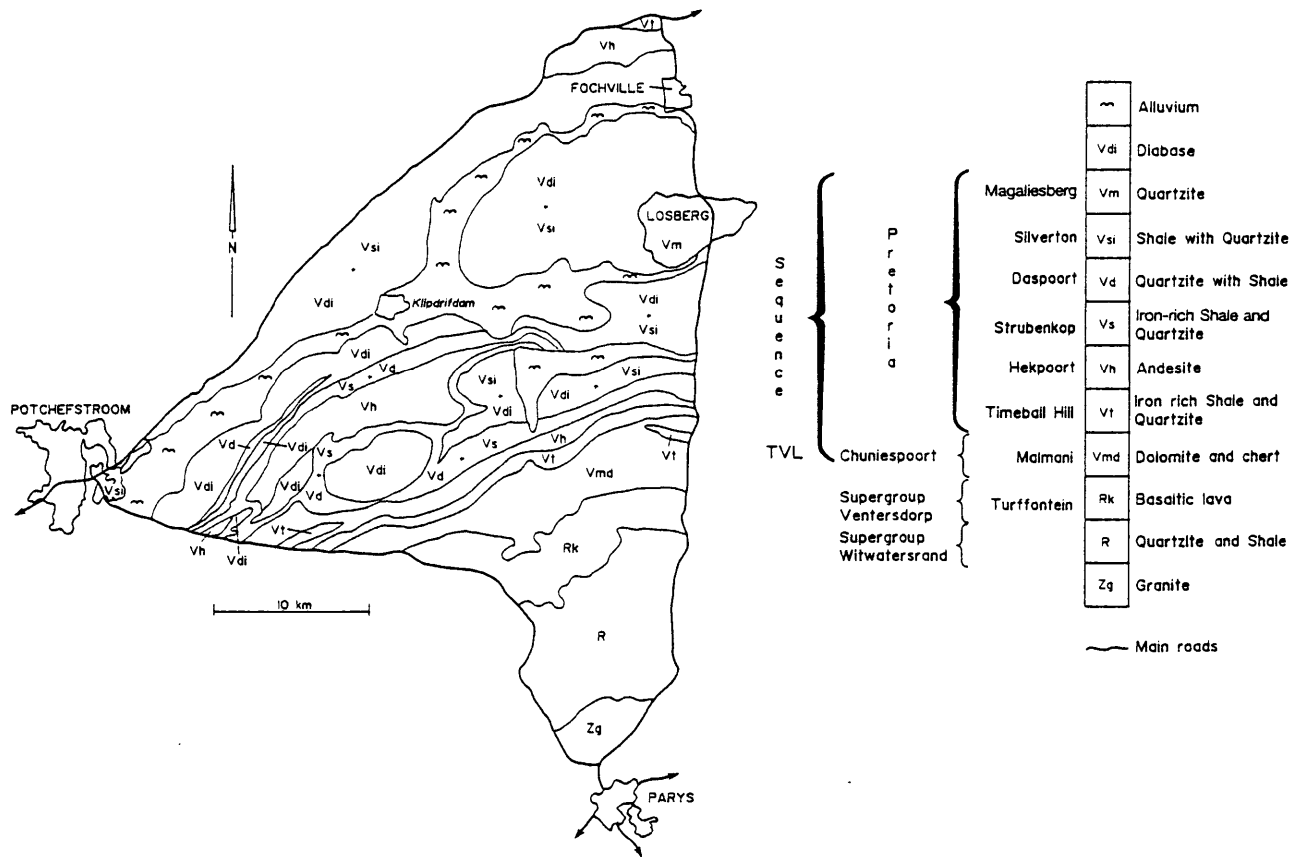 Vt
Vh
FOCHVILLE
Vdi
Vsi
LOSBERG
Vm
N
Vsi
Vdi
Klipdrifdam
Vdi
Vsi
Vdi
Vd
Vs
Vsi
Vsi
Vdi
Vdi
Vh
POTCHEFSTROOM
Vd
Vdi
Vs
Vs
Vh
Vt
Vt
Vdi
Vd
Vmd
Vdi
Vdi
Vd
Vsi
Vt
Vh
Vdi
Rk
10 km
R
Zg
PARYS
Alluvium
Vdi Diabase
Magaliesberg Vm Quartzite
Silverton Vsi Shale with Quartzite
Daspoort Vd Quartzite with Shale
Strubenkop Vs Iron-rich Shale and
Quartzite
Hekpoort Vh Andesite
Timeball Hill Vt Iron rich Shale and
Quartzite
Sequence
Pretoria
TVL Chuniespoort Malmani Vmd Dolomite and chert
Supergroup
Ventersdorp Turffontein Rk Basaltic lava
Supergroup
Witwatersrand R Quartzite and Shale
Zg Granite
Main roads